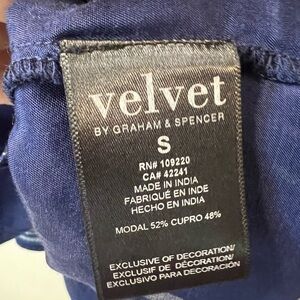 velvet
BY GRAHAM & SPENCER
S
RN# 109220
CA# 42241
MADE IN INDIA
FABRIQUÉ EN INDE
HECHO EN INDIA
MODAL 52% CUPRO 48%
EXCLUSIVE OF DECORATION/
EXCLUSIF DE DÉCORATION/
EXCLUSIVO PARA DECORACIÓN